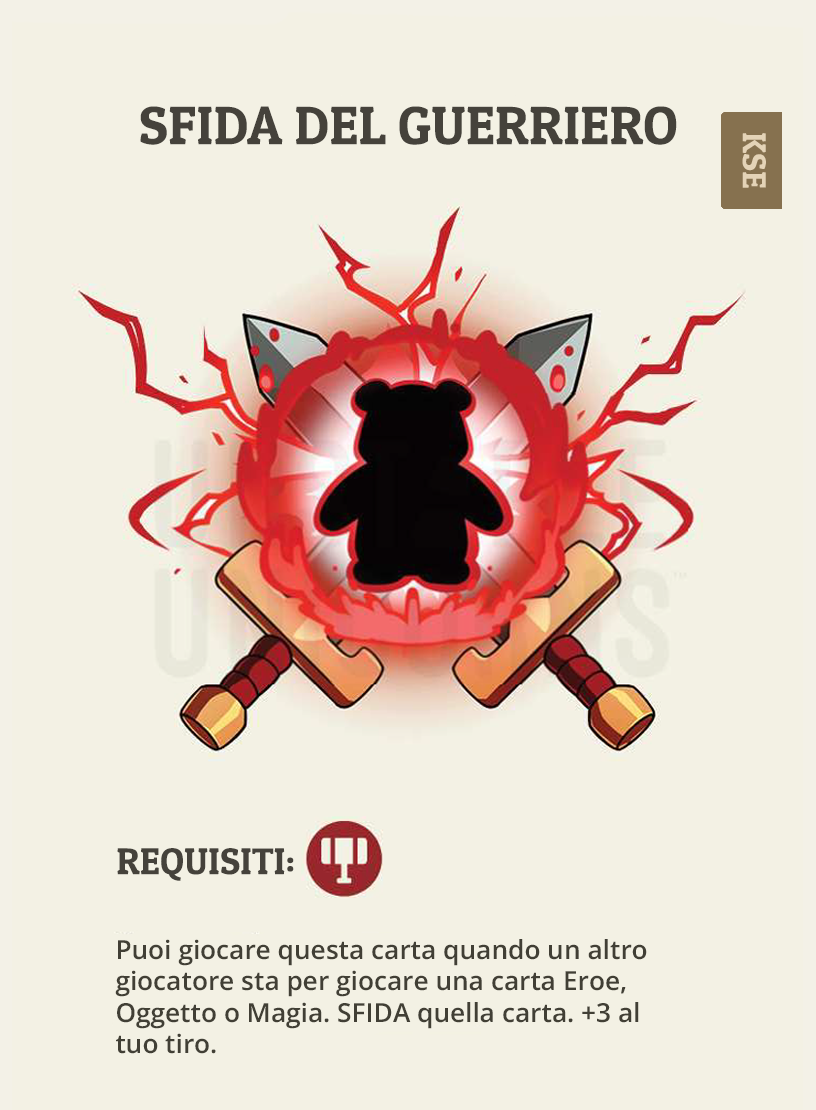 SFIDA DEL GUERRIERO
KSE
REQUISITI:
Puoi giocare questa carta quando un altro
giocatore sta per giocare una carta Eroe,
Oggetto o Magia. SFIDA quella carta. +3 al
tuo tiro.